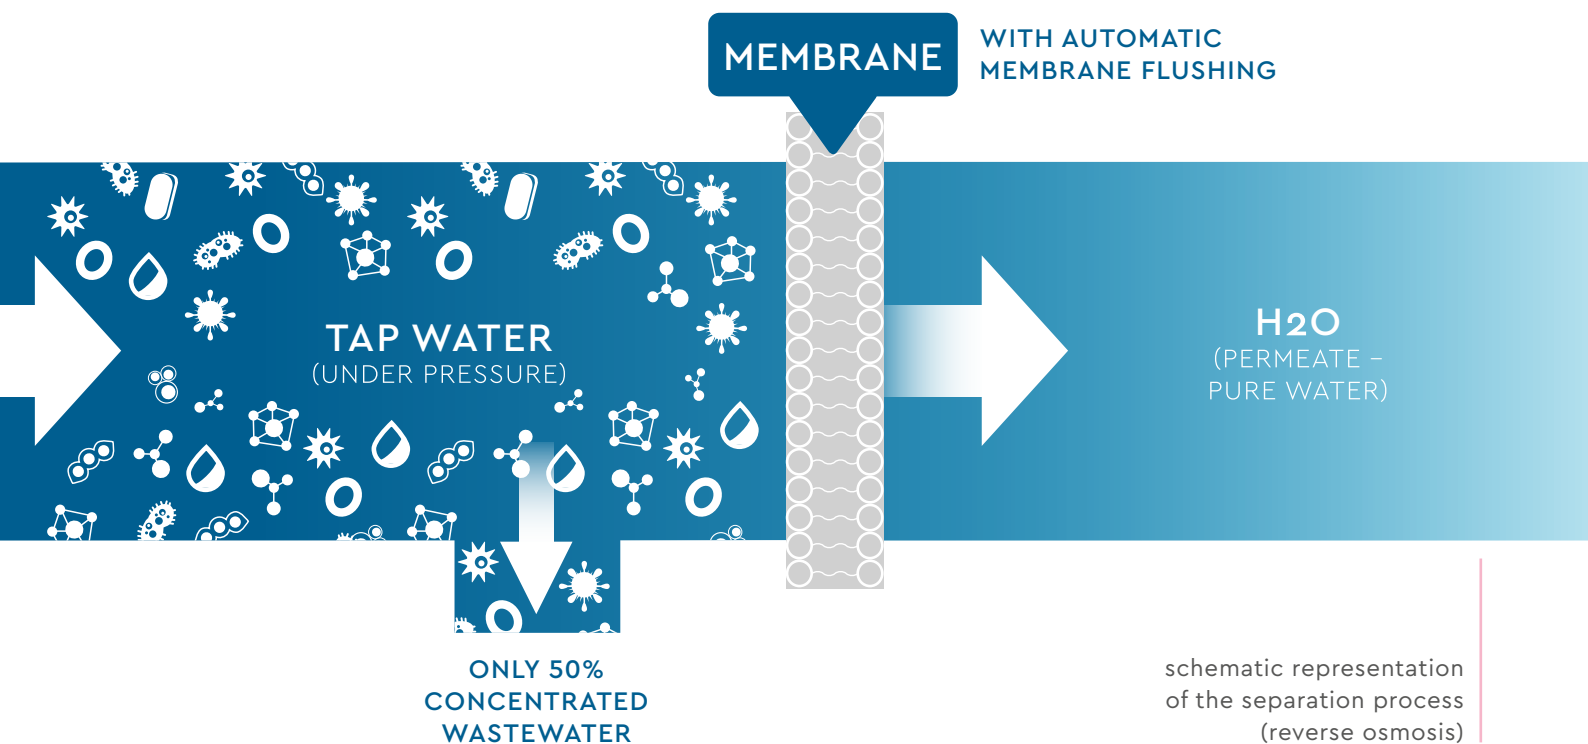 MEMBRANE
WITH AUTOMATIC
MEMBRANE FLUSHING
TAP WATER
(UNDER PRESSURE)
H2O
(PERMEATE –
PURE WATER)
ONLY 50%
CONCENTRATED
WASTEWATER
schematic representation
of the separation process
(reverse osmosis)